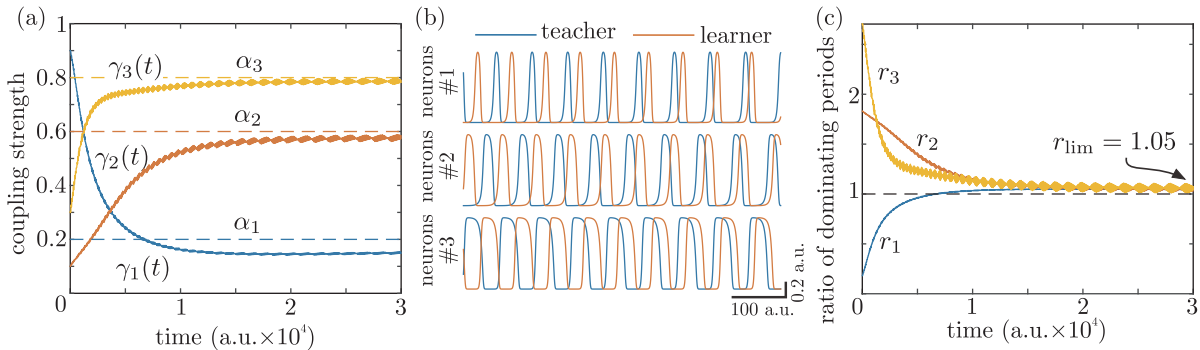 (a)
coupling strength
1
0.8
0.6
0.4
0.2
0
0
1
2
3
time (a.u.×10⁴)
γ₃(t)
α₃
α₂
γ₂(t)
α₁
γ₁(t)
(b)
teacher
learner
neurons
#1
neurons
#2
neurons
#3
0.2 a.u.
100 a.u.
(c)
ratio of dominating periods
2
1
0
0
1
2
3
time (a.u.×10⁴)
r₃
r₂
r₁
r_lim = 1.05